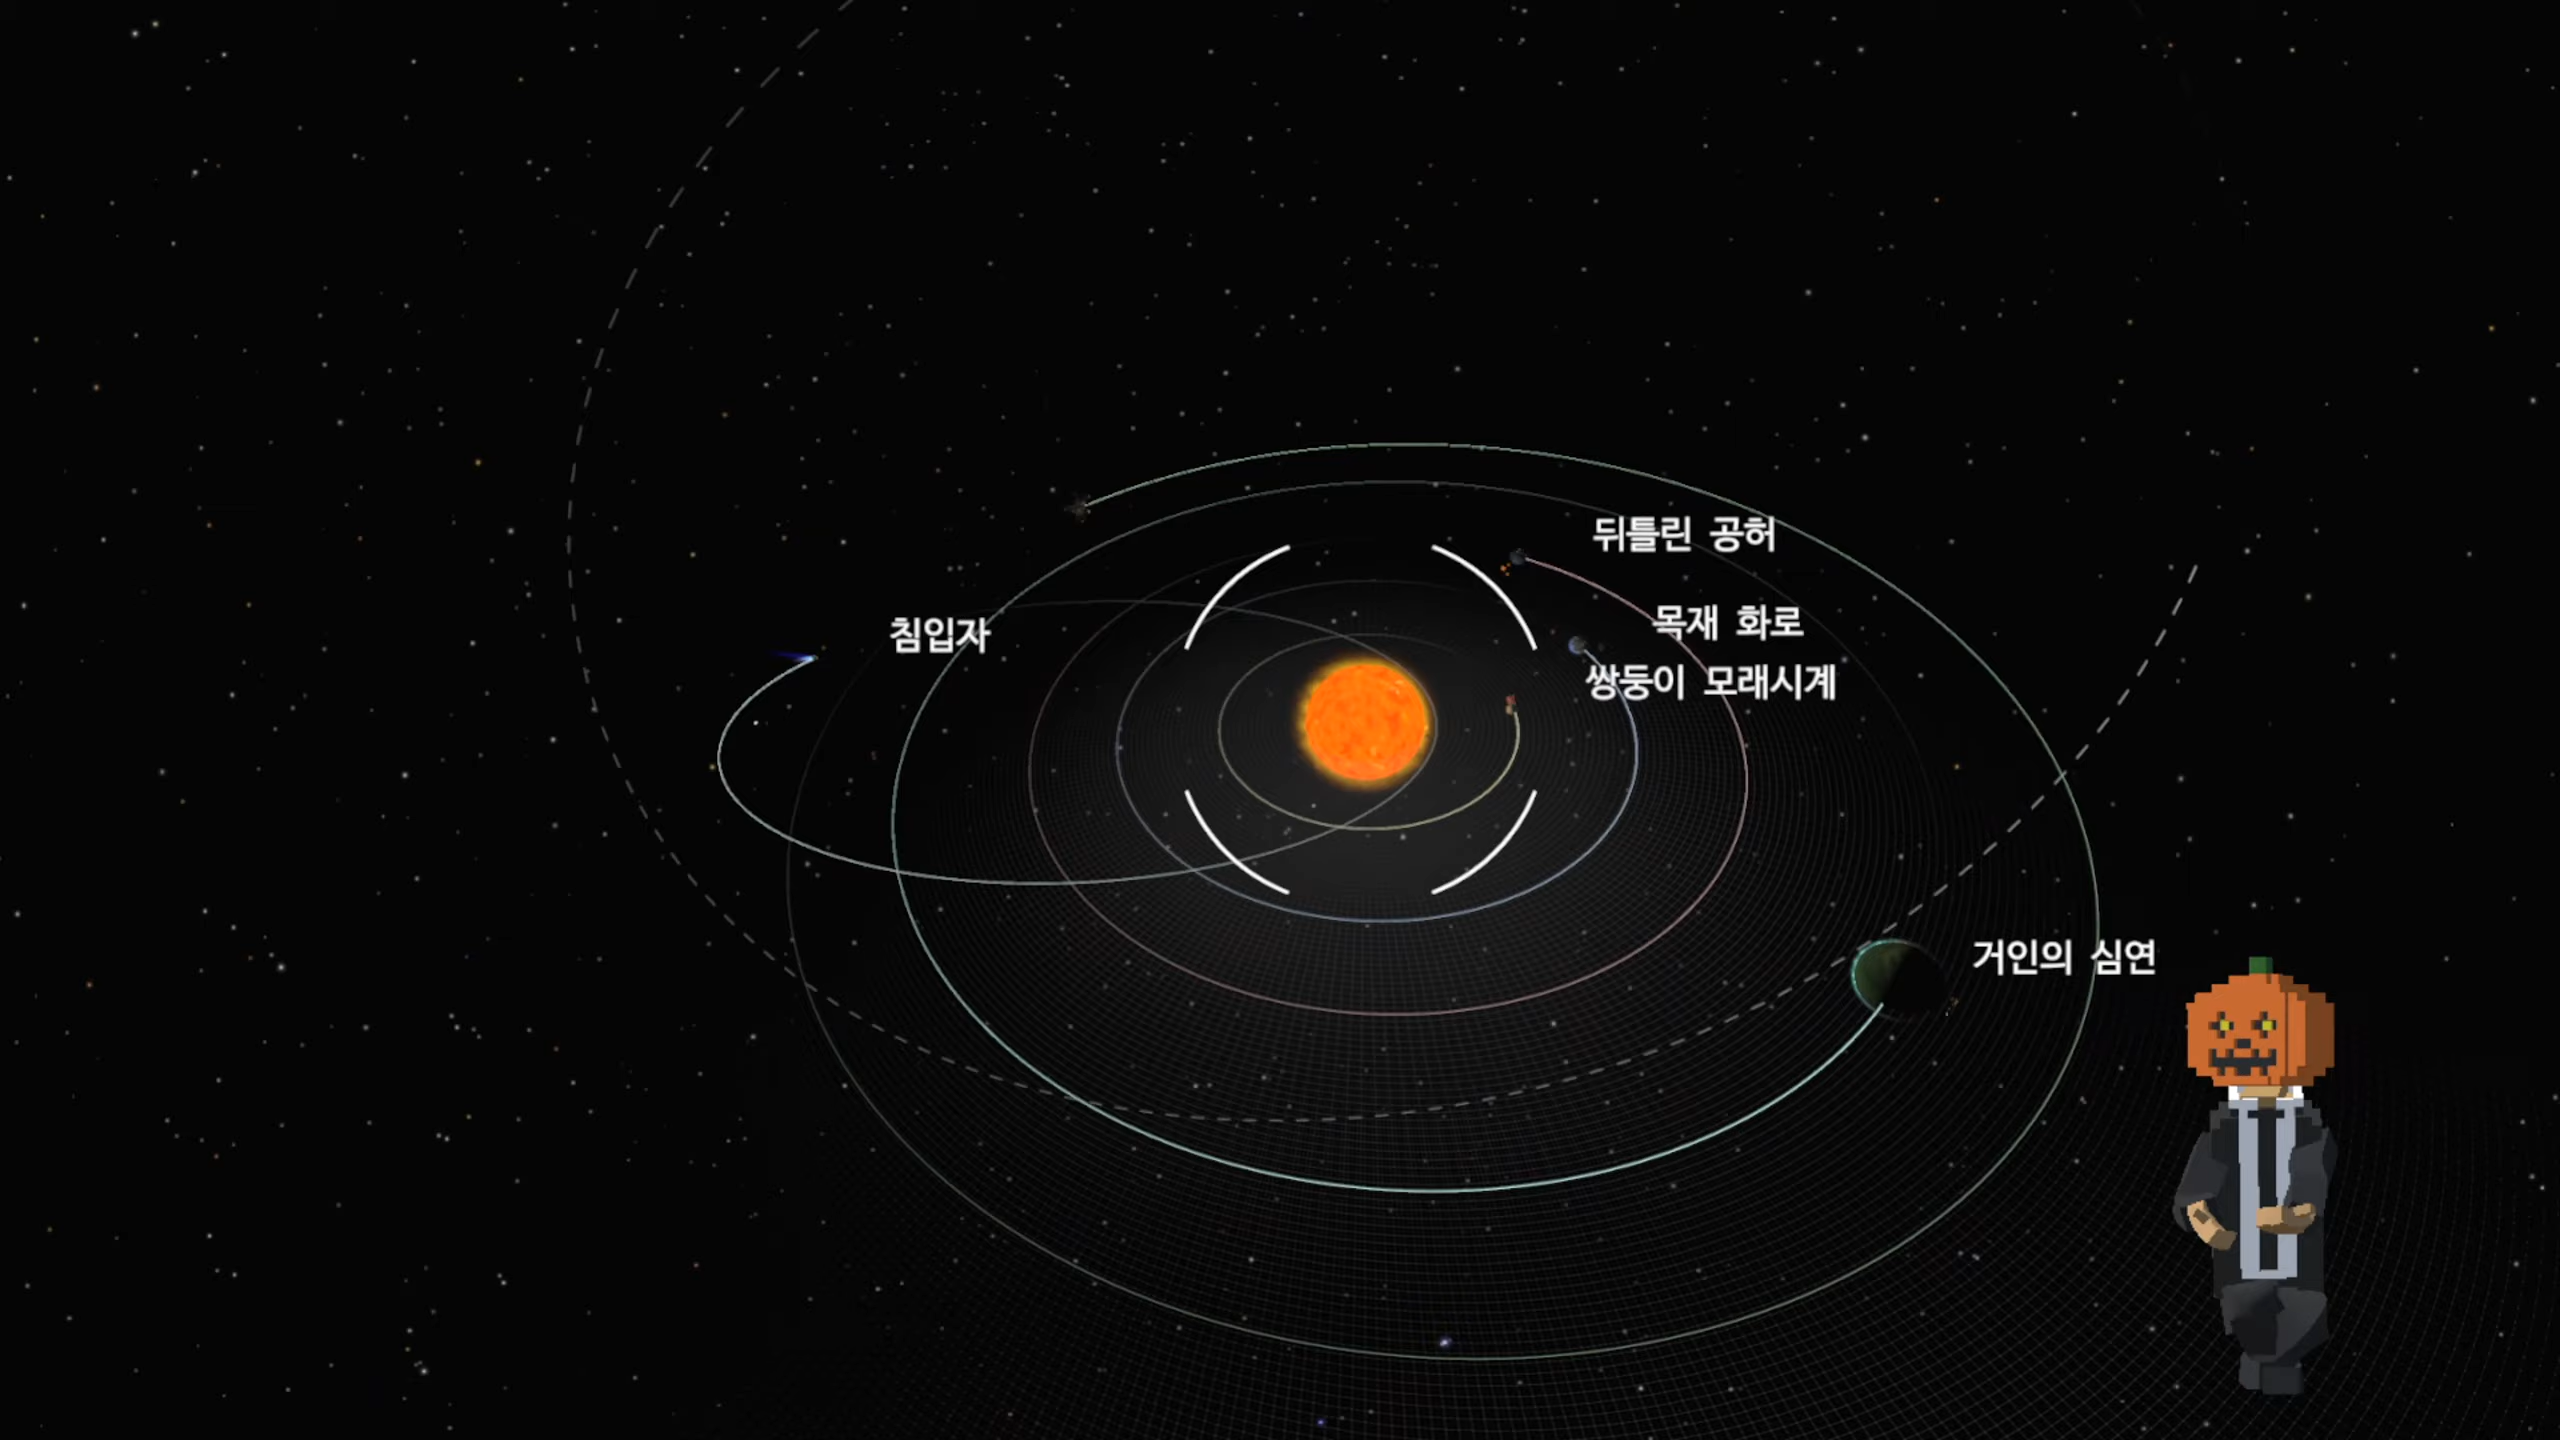 뒤틀린 공허
목재 화로
침입자
쌍둥이 모래시계
거인의 심연